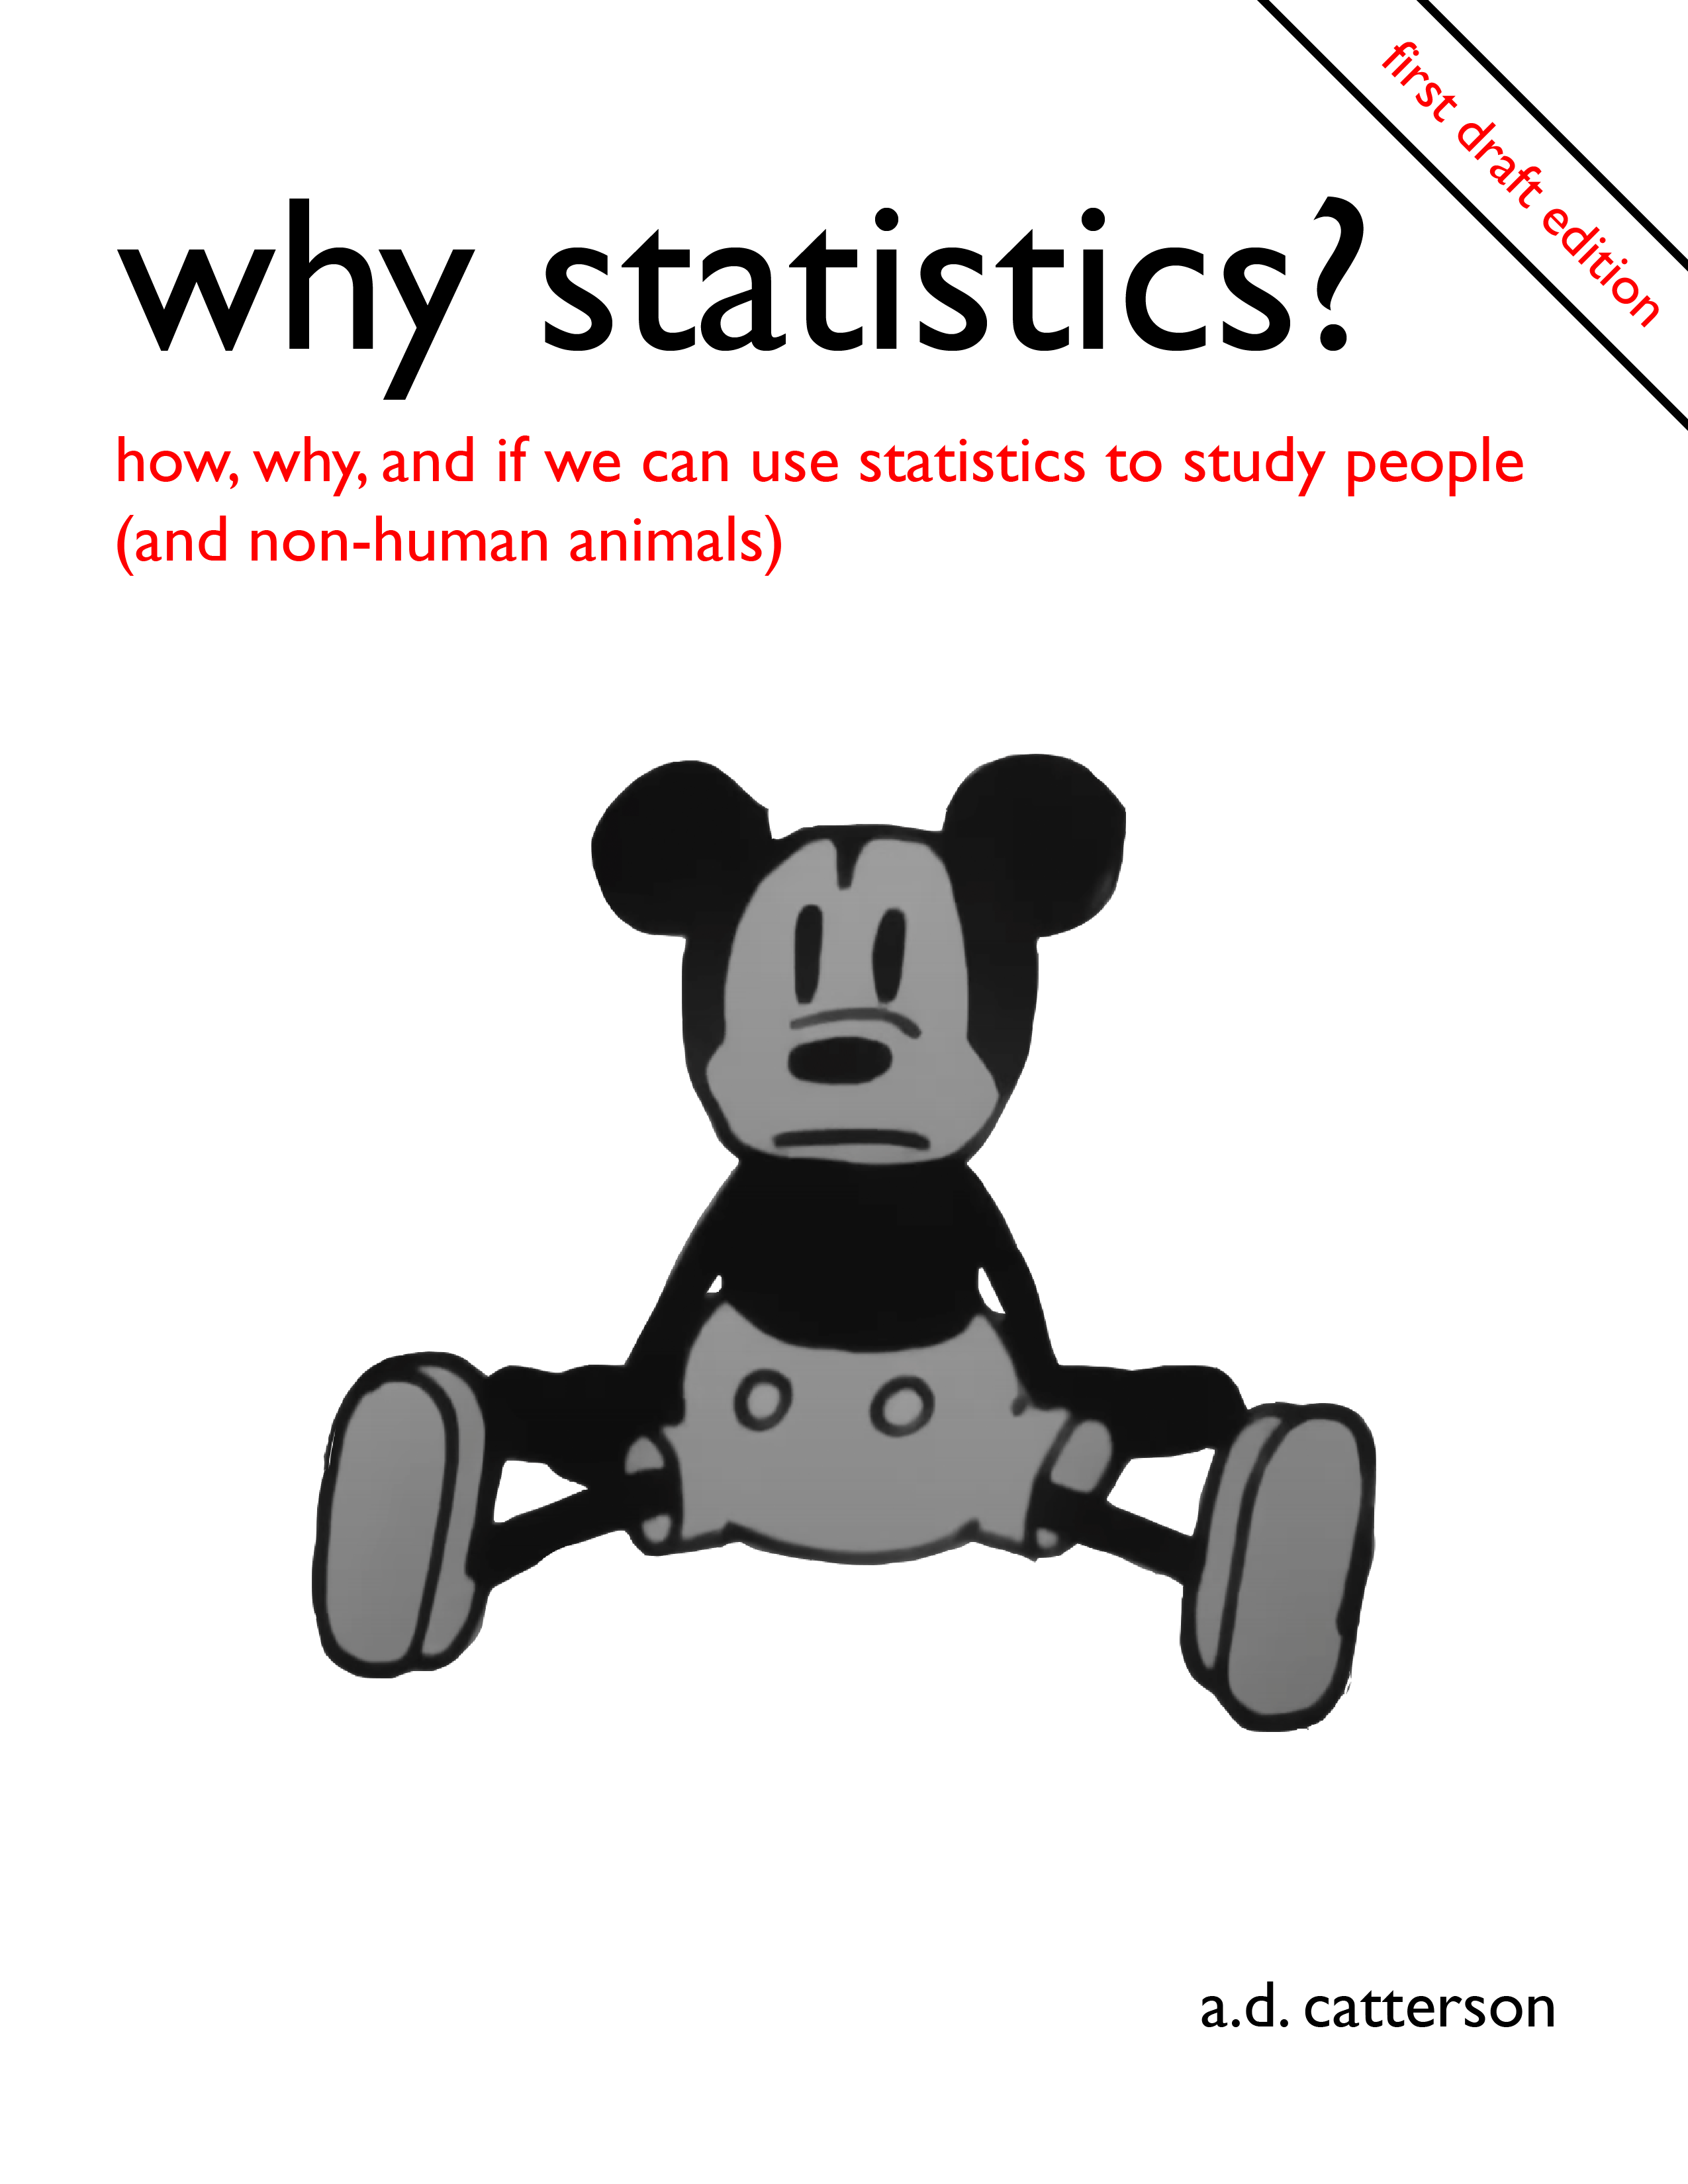 first draft edition
why statistics?
how, why, and if we can use statistics to study people
(and non-human animals)
a.d. catterson